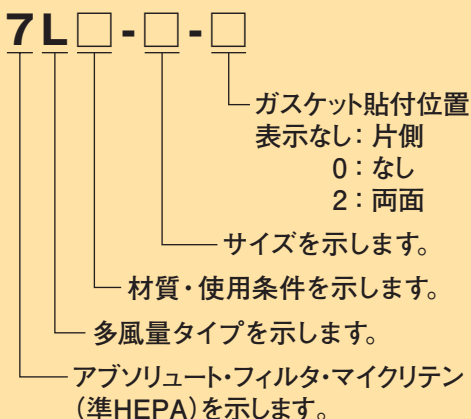 7L□-□-□
ガスケット貼付位置
表示なし：片側
0：なし
2：両面
サイズを示します。
材質・使用条件を示します。
多風量タイプを示します。
アブソリュート・フィルタ・マイクリテン
（準HEPA）を示します。